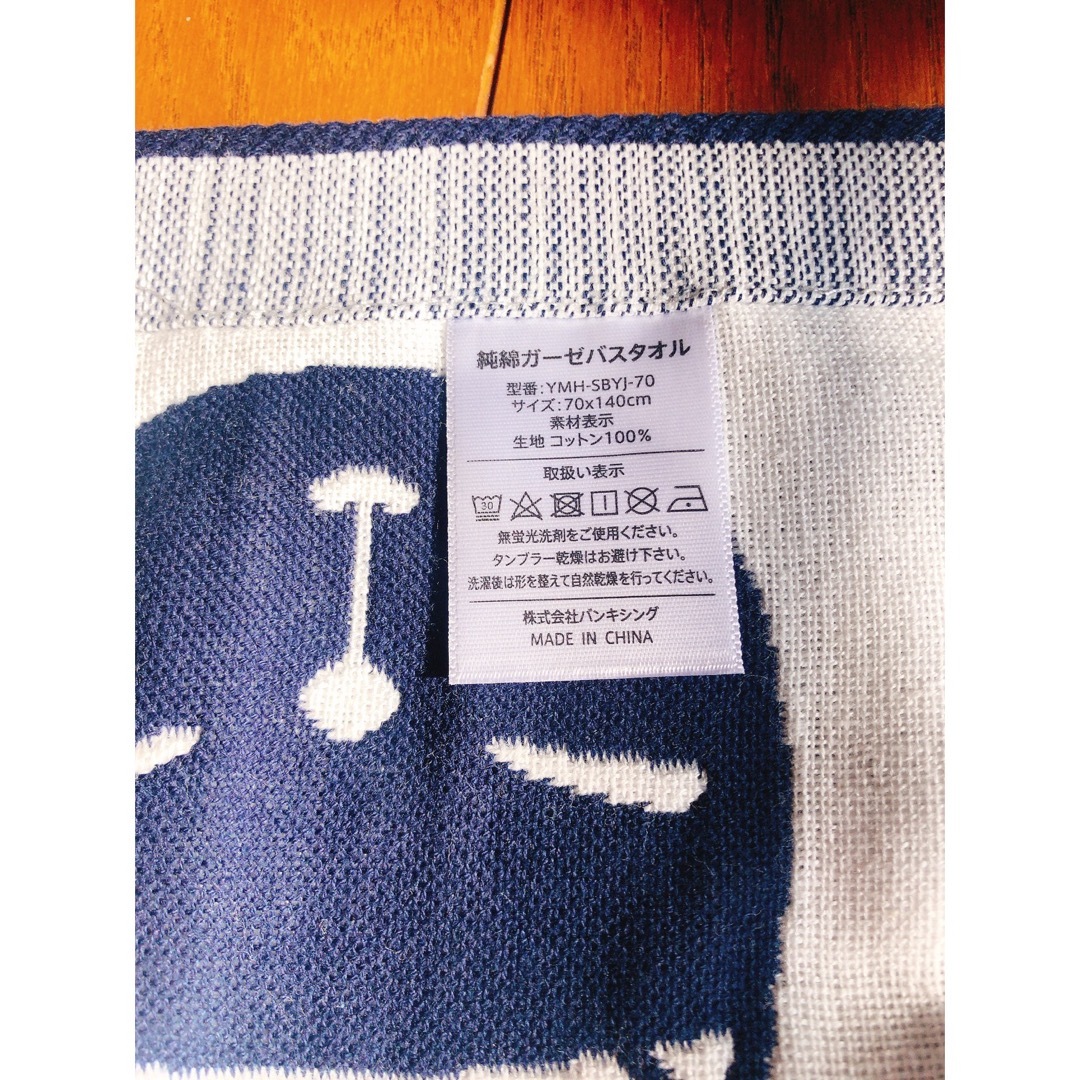 純綿ガーゼバスタオル
型番:YMH-SBYJ-70
サイズ:70x140cm
素材表示
生地 コットン100%
取扱い表示
30
無蛍光洗剤をご使用ください。
タンブラー乾燥はお避け下さい。
洗濯後は形を整えて自然乾燥を行ってください。
株式会社バンキシング
MADE IN CHINA